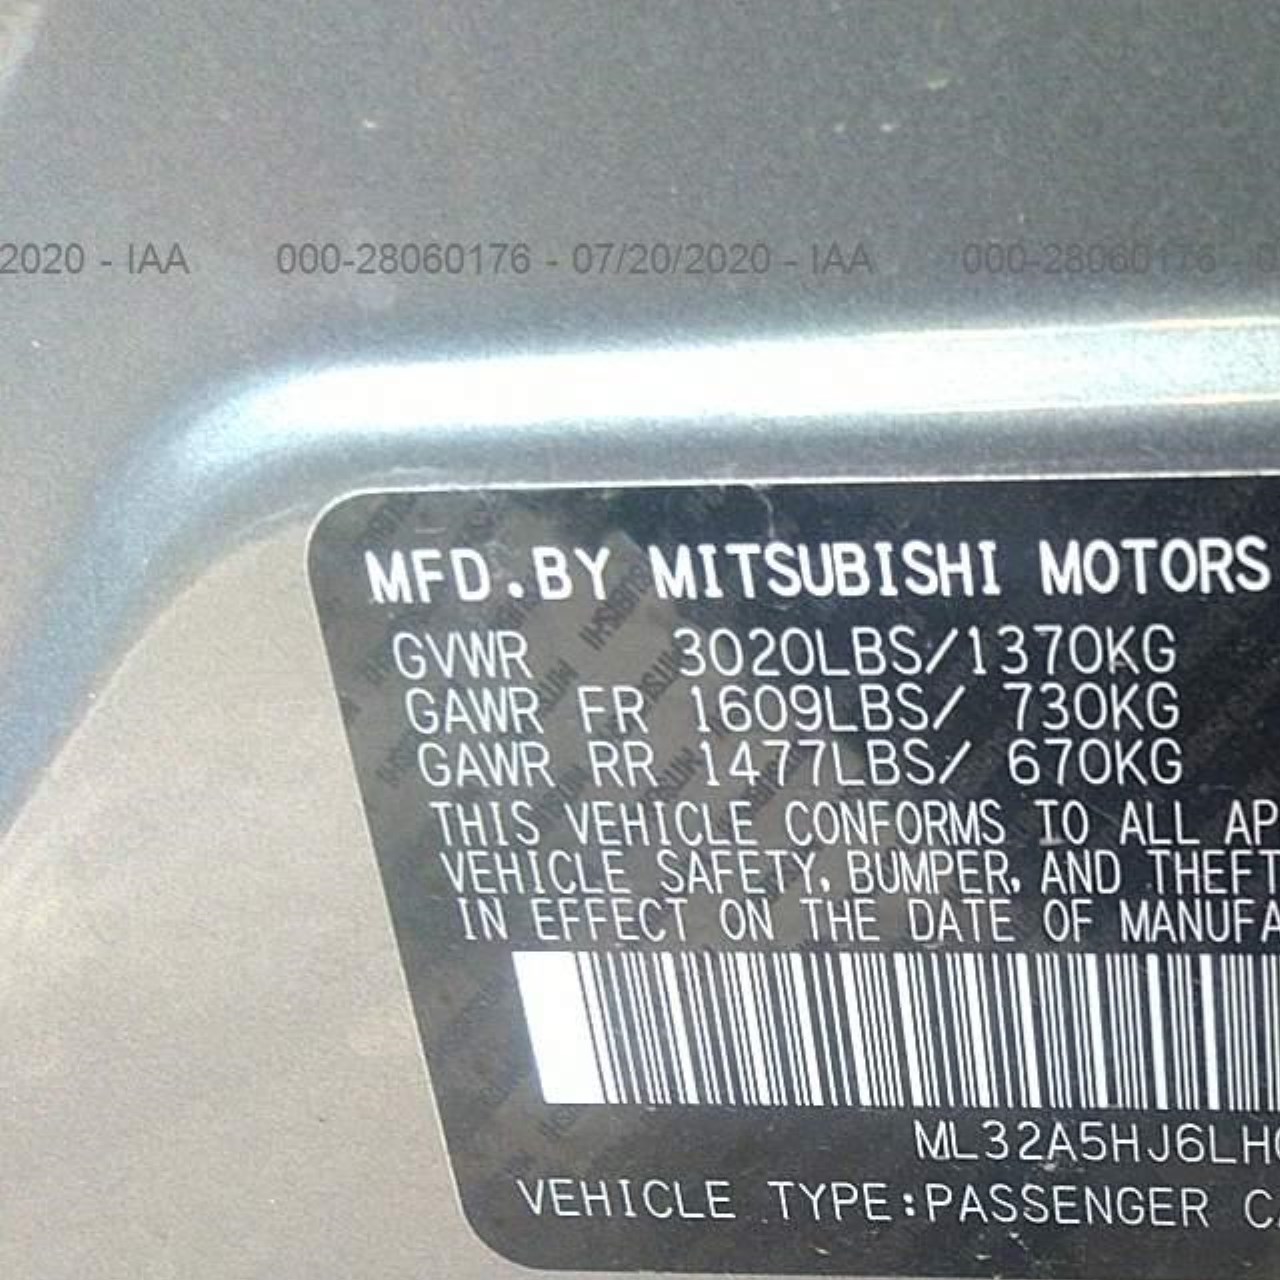 2020 - IAA 000-28060176 - 07/20/2020 - IAA 000-28060176 -
MFD.BY MITSUBISHI MOTORS
GVWR 3020LBS/1370KG
GAWR FR 1609LBS/ 730KG
GAWR RR 1477LBS/ 670KG
THIS VEHICLE CONFORMS TO ALL AP
VEHICLE SAFETY, BUMPER, AND THEFT
IN EFFECT ON THE DATE OF MANUFA
ML32A5HJ6LH
VEHICLE TYPE:PASSENGER C